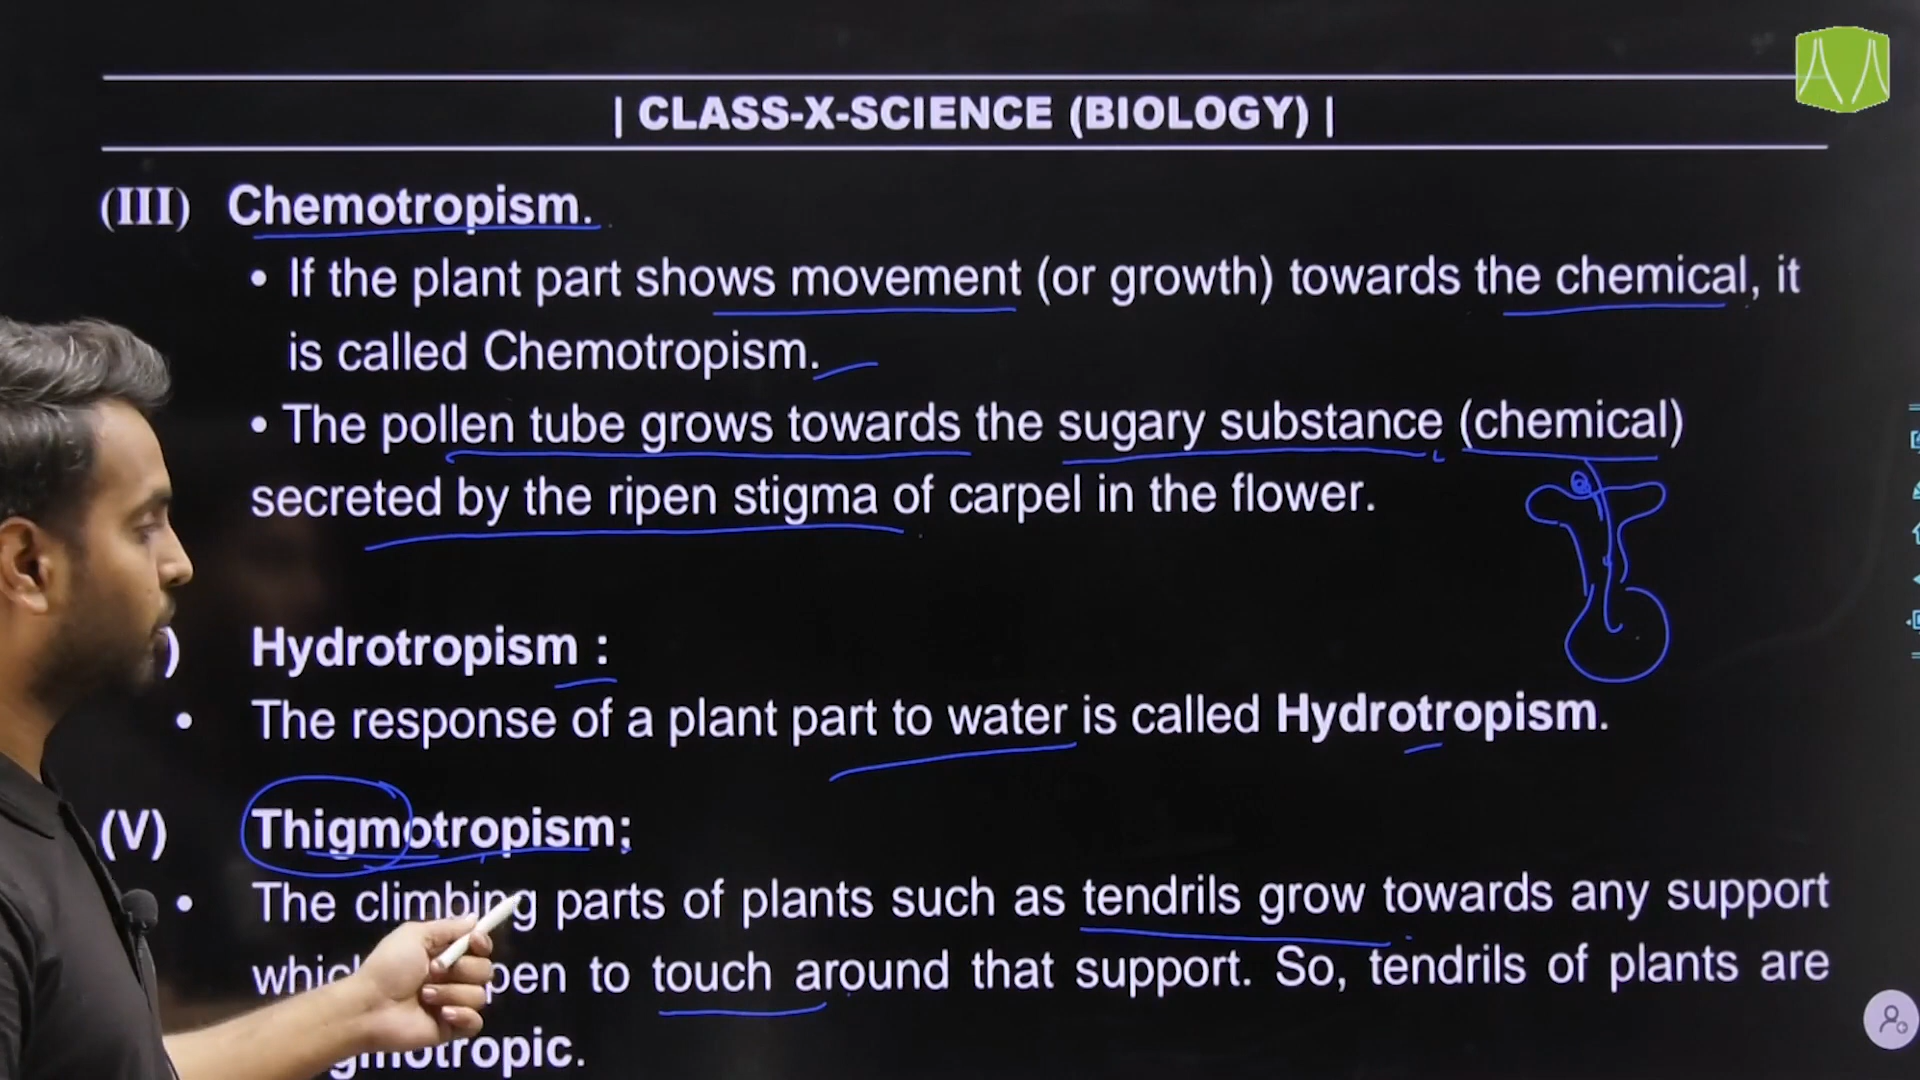 | CLASS-X-SCIENCE (BIOLOGY) |
(III) Chemotropism.
• If the plant part shows movement (or growth) towards the chemical, it
is called Chemotropism.
• The pollen tube grows towards the sugary substance (chemical)
secreted by the ripen stigma of carpel in the flower.
) Hydrotropism :
• The response of a plant part to water is called Hydrotropism.
(V) Thigmotropism;
• The climbing parts of plants such as tendrils grow towards any support
to touch around that support. So, tendrils of plants are